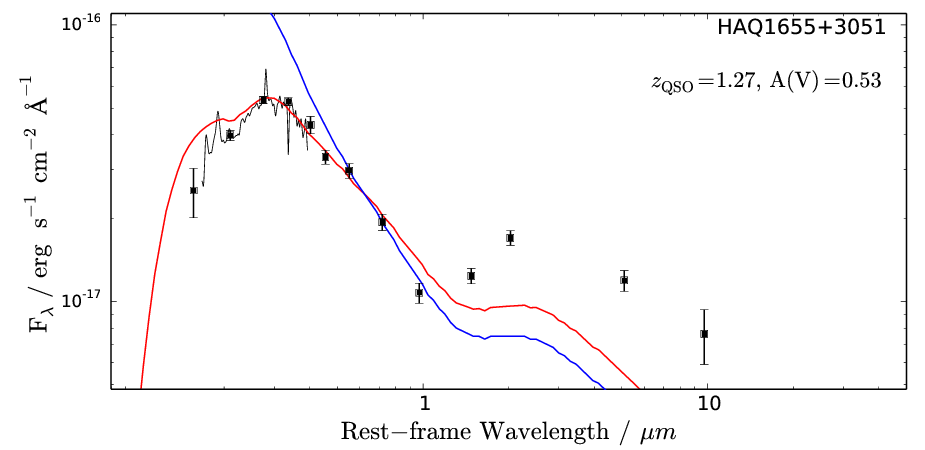 10⁻¹⁶
HAQ1655+3051
z_QSO=1.27, A(V)=0.53
F_λ / erg s⁻¹ cm⁻² Å⁻¹
10⁻¹⁷
1
10
Rest−frame Wavelength / μm